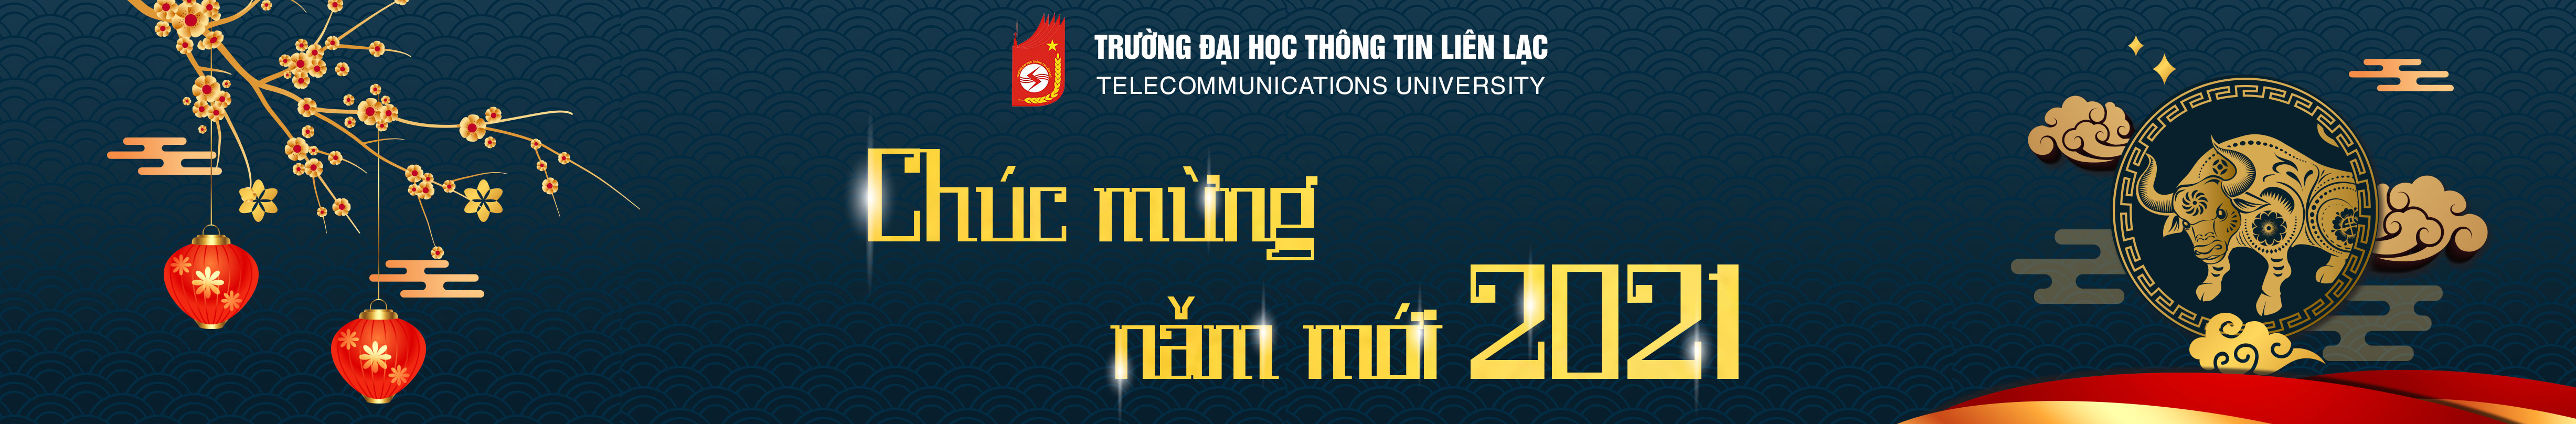 TRƯỜNG ĐẠI HỌC THÔNG TIN LIÊN LẠC
TELECOMMUNICATIONS UNIVERSITY
Chúc mừng
năm mới 2021